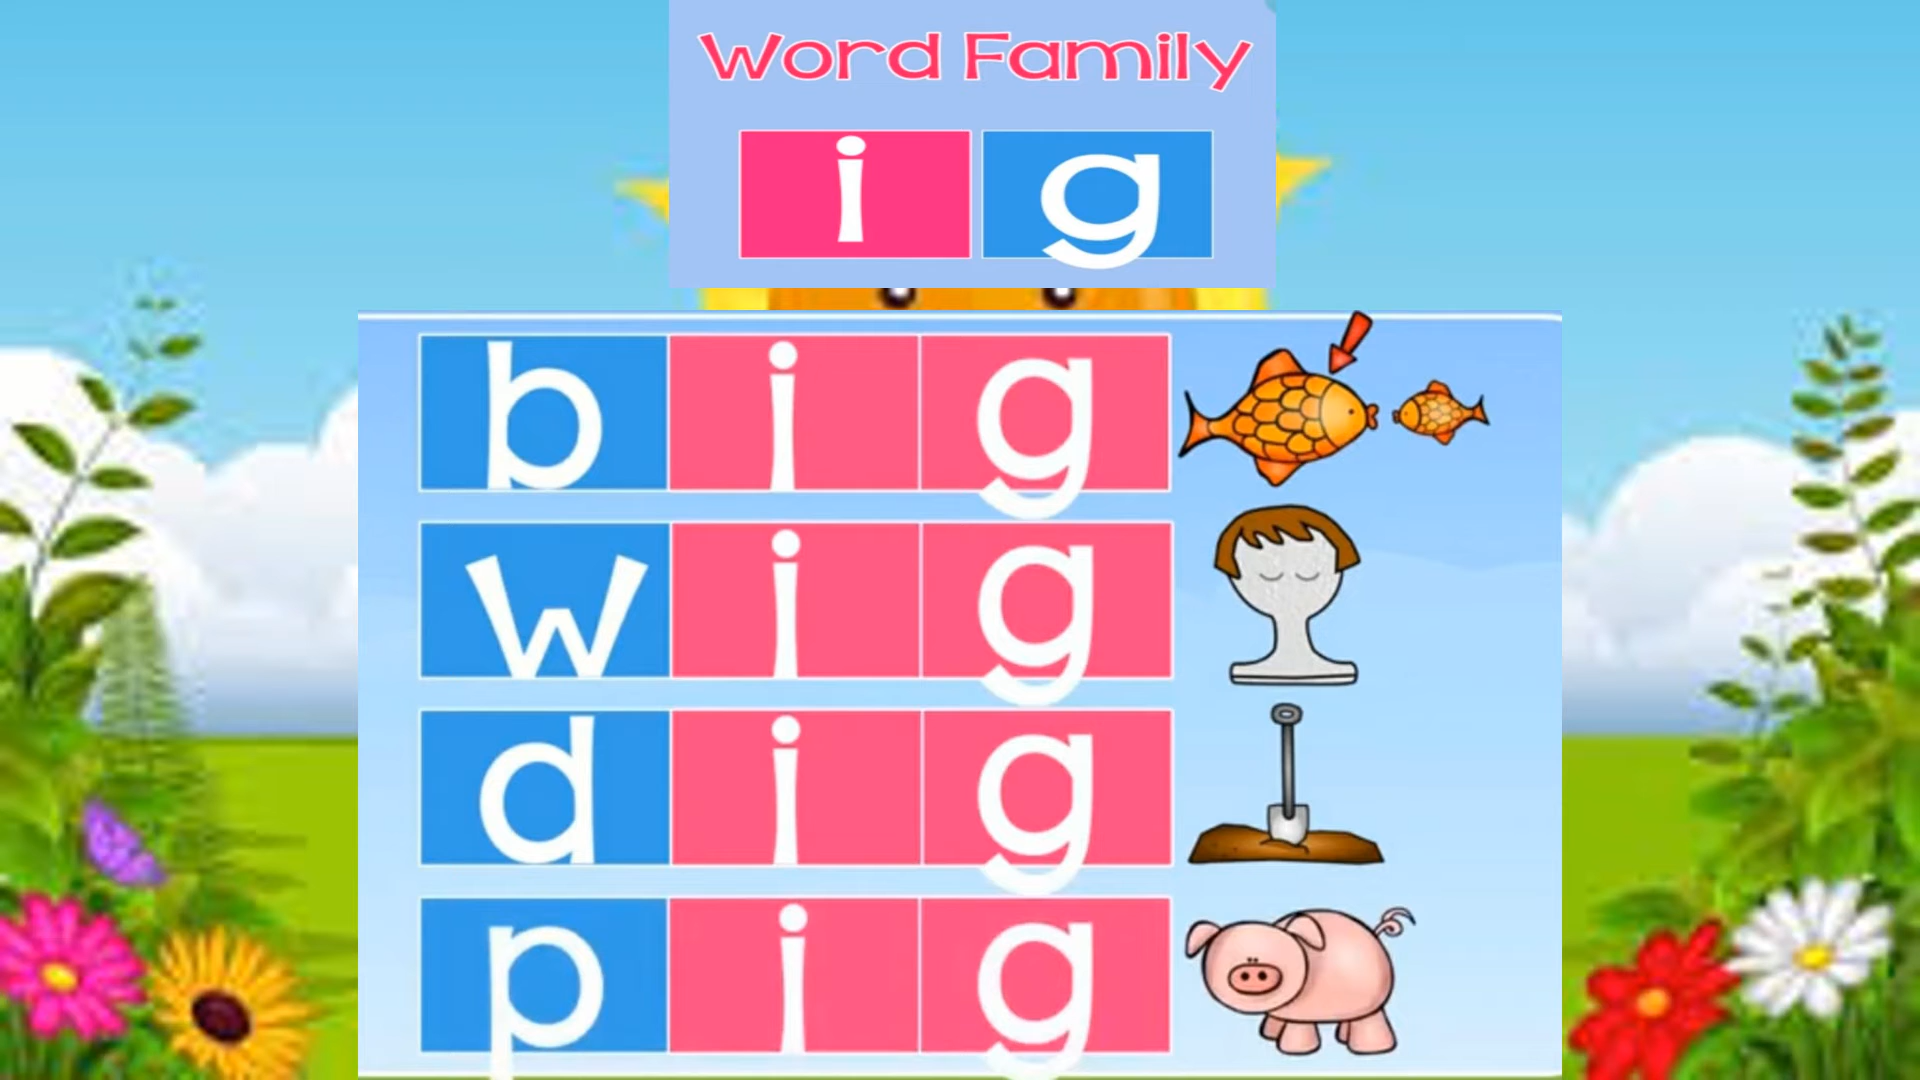 Word Family
i g
b i g
w i g
d i g
p i g